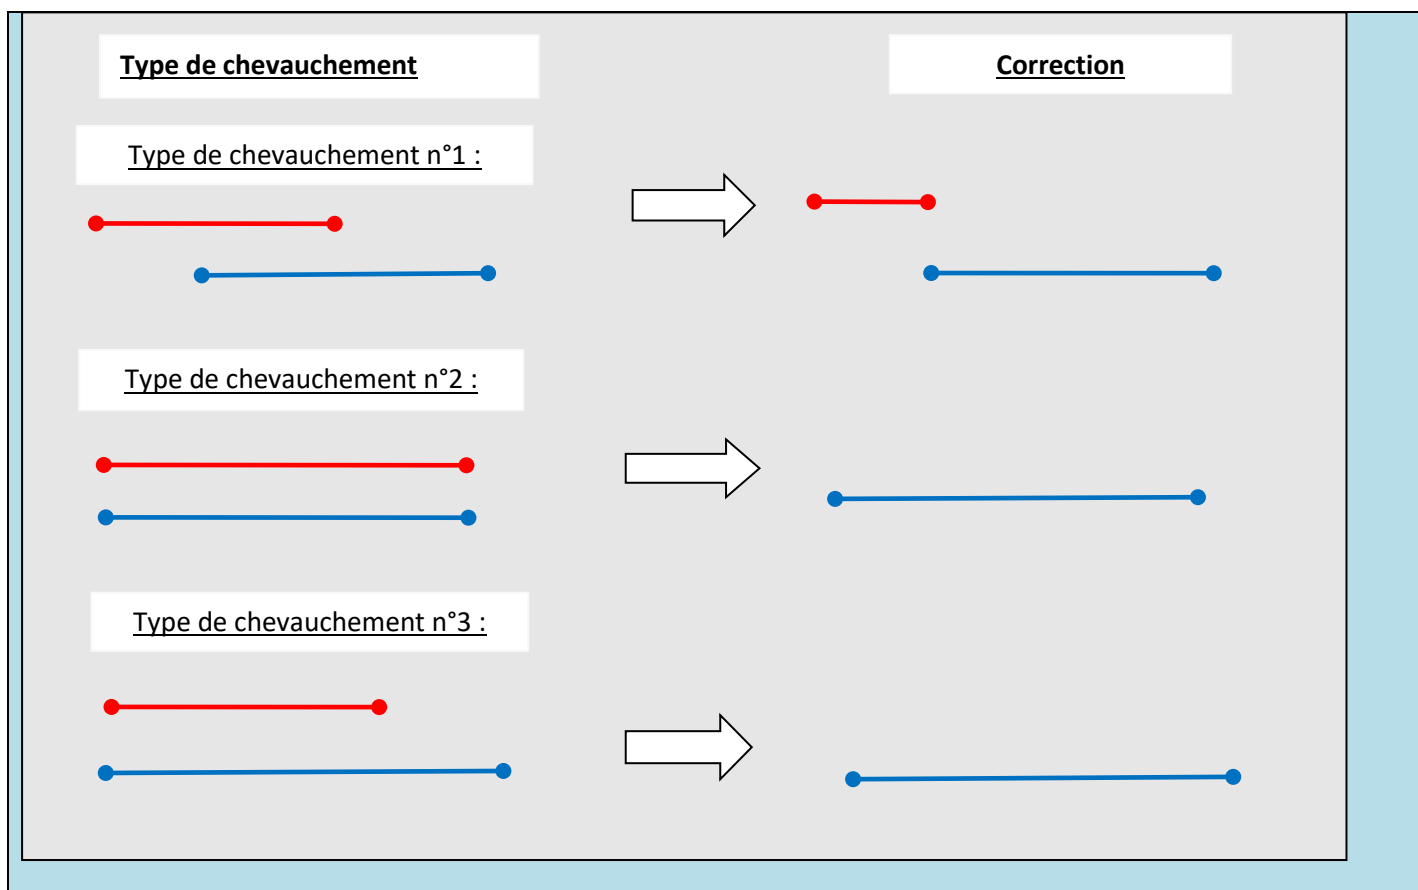 Type de chevauchement
Correction
Type de chevauchement n°1 :
Type de chevauchement n°2 :
Type de chevauchement n°3 :